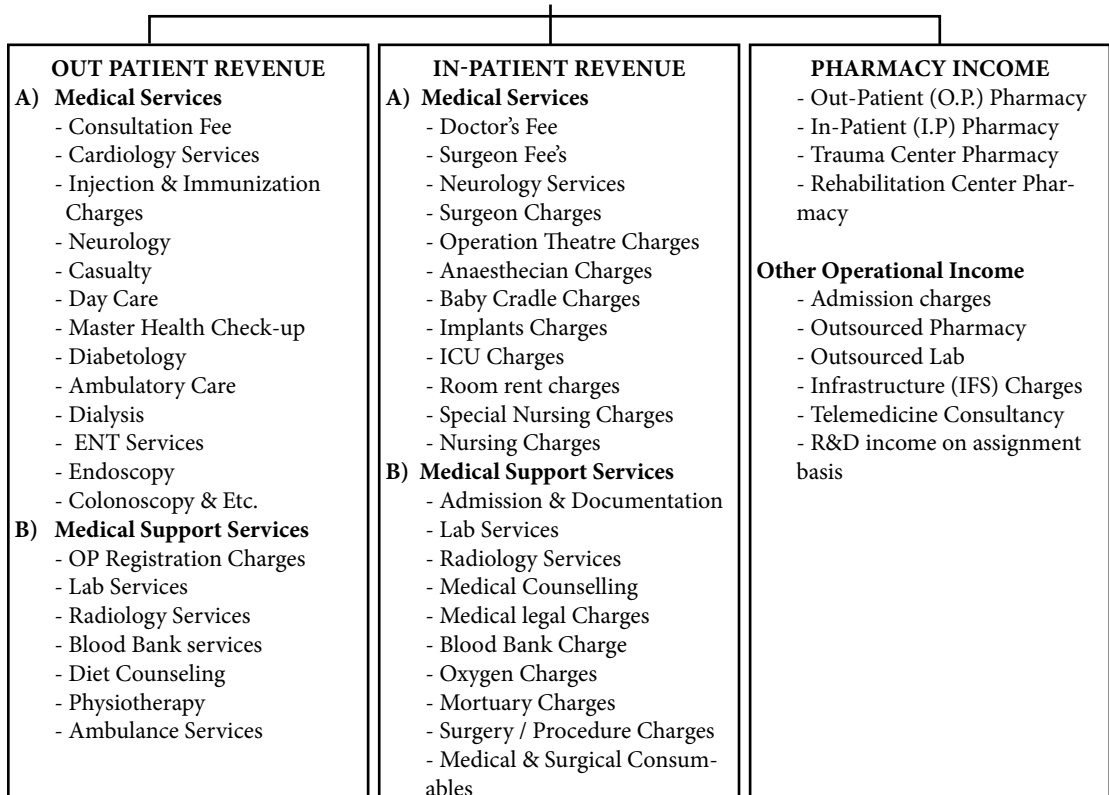 OUT PATIENT REVENUE
A) Medical Services
- Consultation Fee
- Cardiology Services
- Injection & Immunization
Charges
- Neurology
- Casualty
- Day Care
- Master Health Check-up
- Diabetology
- Ambulatory Care
- Dialysis
- ENT Services
- Endoscopy
- Colonoscopy & Etc.
B) Medical Support Services
- OP Registration Charges
- Lab Services
- Radiology Services
- Blood Bank services
- Diet Counseling
- Physiotherapy
- Ambulance Services
IN-PATIENT REVENUE
A) Medical Services
- Doctor's Fee
- Surgeon Fee's
- Neurology Services
- Surgeon Charges
- Operation Theatre Charges
- Anaesthecian Charges
- Baby Cradle Charges
- Implants Charges
- ICU Charges
- Room rent charges
- Special Nursing Charges
- Nursing Charges
B) Medical Support Services
- Admission & Documentation
- Lab Services
- Radiology Services
- Medical Counselling
- Medical legal Charges
- Blood Bank Charge
- Oxygen Charges
- Mortuary Charges
- Surgery / Procedure Charges
- Medical & Surgical Consum-
ables
PHARMACY INCOME
- Out-Patient (O.P.) Pharmacy
- In-Patient (I.P) Pharmacy
- Trauma Center Pharmacy
- Rehabilitation Center Phar-
macy
Other Operational Income
- Admission charges
- Outsourced Pharmacy
- Outsourced Lab
- Infrastructure (IFS) Charges
- Telemedicine Consultancy
- R&D income on assignment
basis